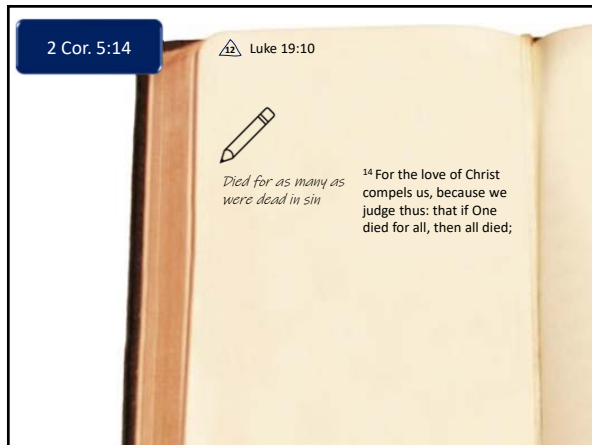 2 Cor. 5:14
12 Luke 19:10
Died for as many as
were dead in sin
14 For the love of Christ
compels us, because we
judge thus: that if One
died for all, then all died;